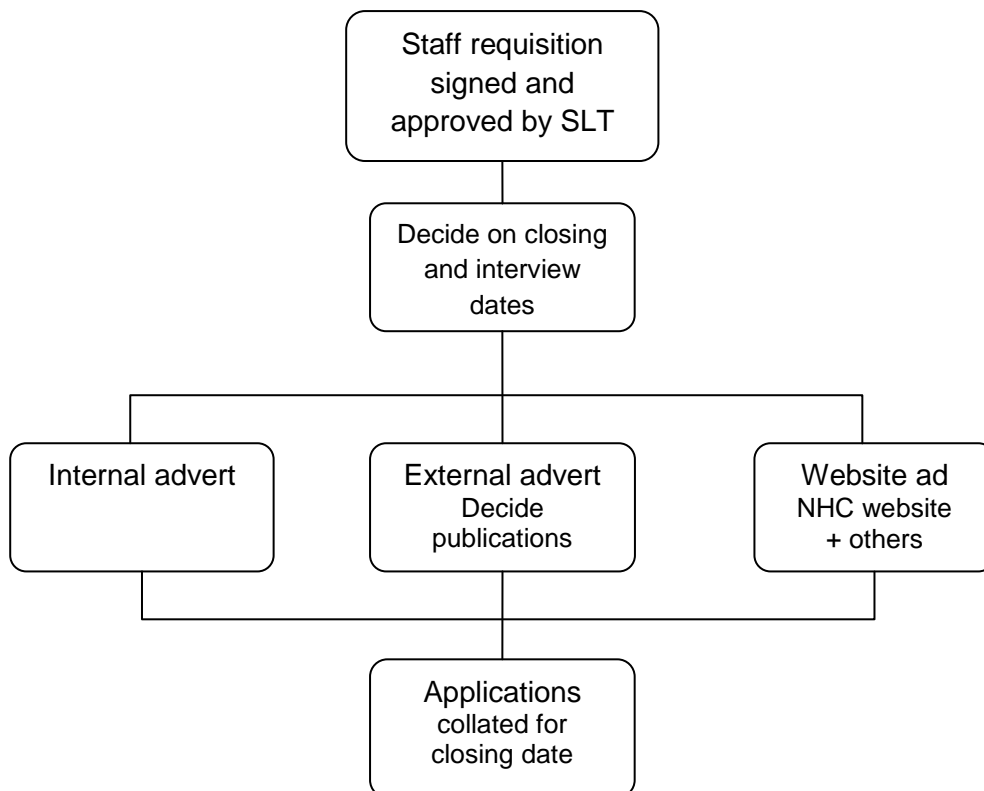 Staff requisition
signed and
approved by SLT
Decide on closing
and interview
dates
Internal advert
External advert
Decide
publications
Website ad
NHC website
+ others
Applications
collated for
closing date